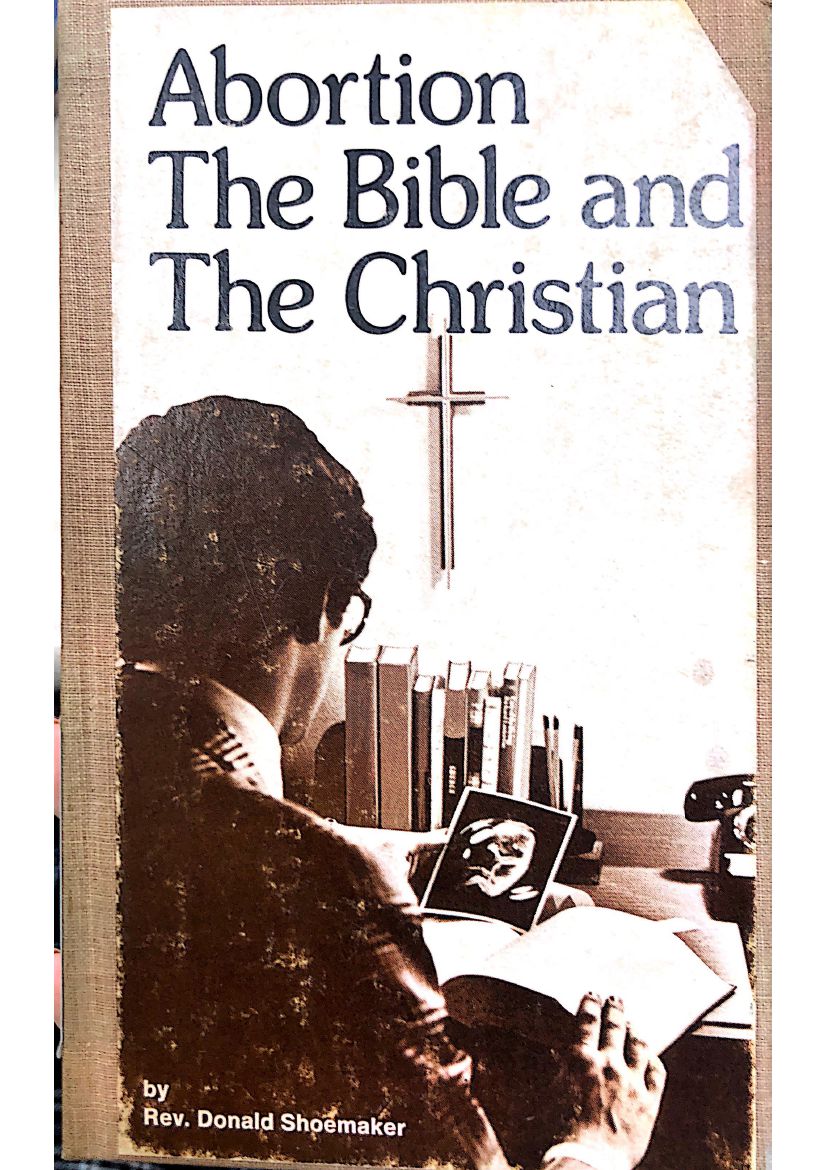 Abortion
The Bible and
The Christian
by
Rev. Donald Shoemaker